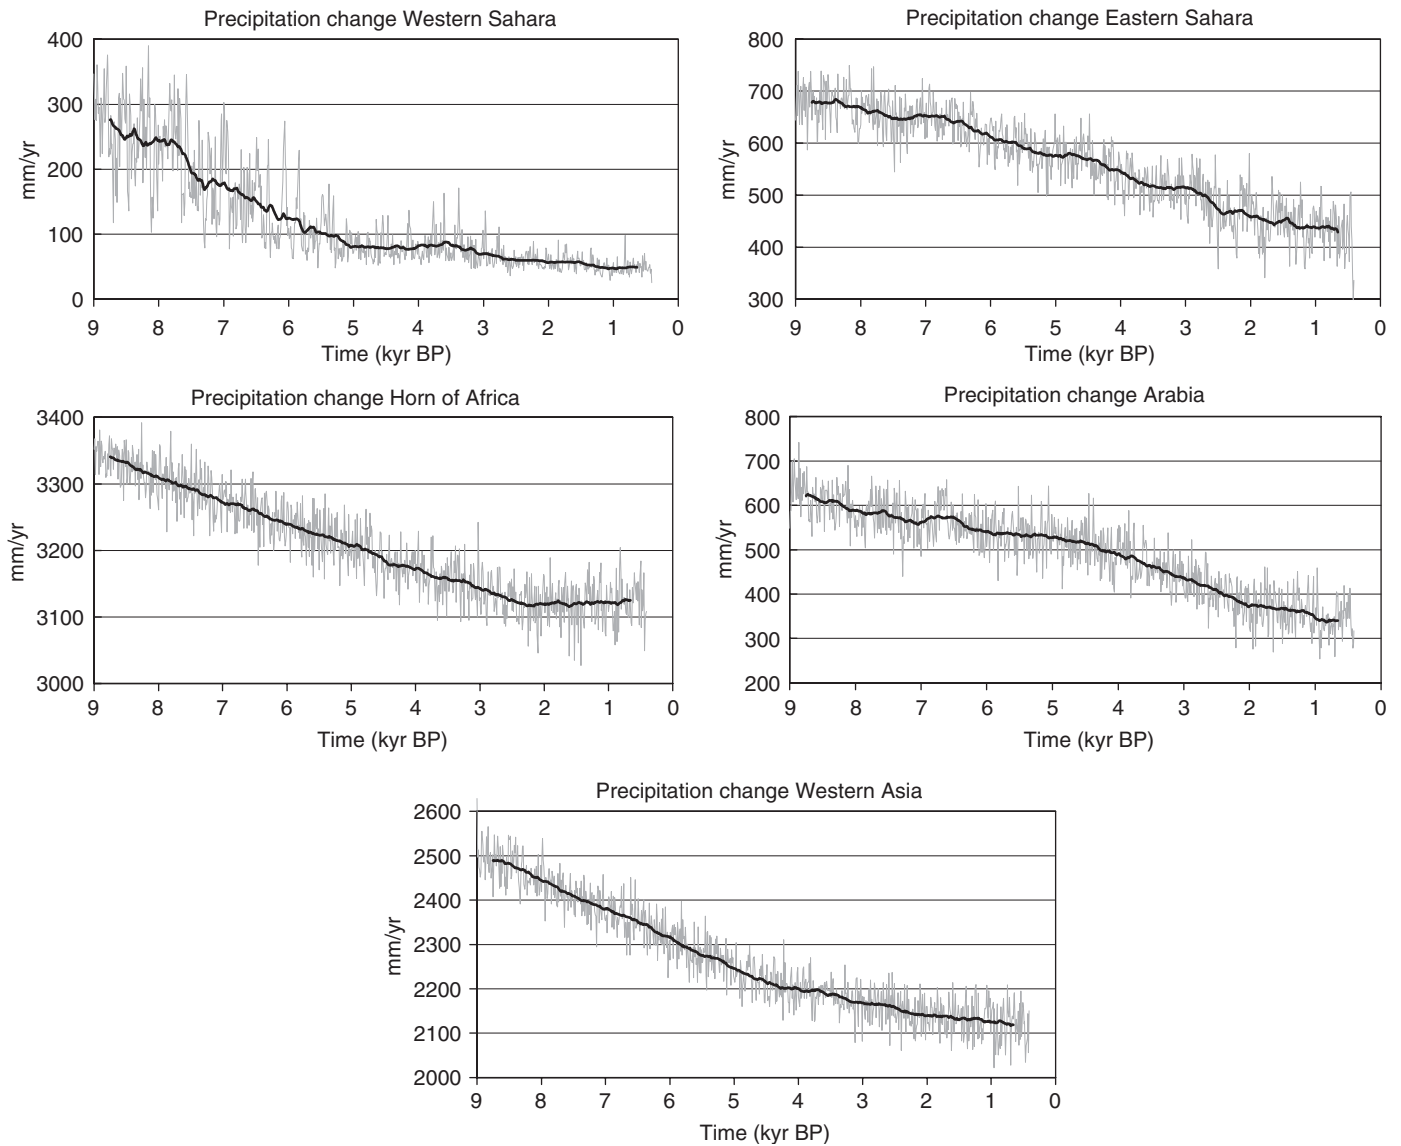 Precipitation change Western Sahara
400
300
200
100
0
mm/yr
9 8 7 6 5 4 3 2 1 0
Time (kyr BP)
Precipitation change Eastern Sahara
800
700
600
500
400
300
mm/yr
9 8 7 6 5 4 3 2 1 0
Time (kyr BP)
Precipitation change Horn of Africa
3400
3300
3200
3100
3000
mm/yr
9 8 7 6 5 4 3 2 1 0
Time (kyr BP)
Precipitation change Arabia
800
700
600
500
400
300
200
mm/yr
9 8 7 6 5 4 3 2 1 0
Time (kyr BP)
Precipitation change Western Asia
2600
2500
2400
2300
2200
2100
2000
mm/yr
9 8 7 6 5 4 3 2 1 0
Time (kyr BP)